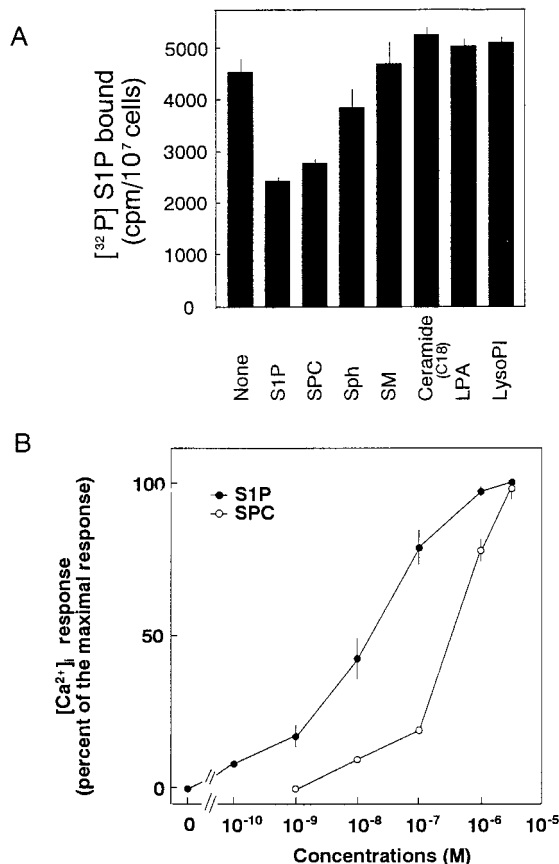 A
[³²P] S1P bound
(cpm/10⁷ cells)
5000
4000
3000
2000
1000
0
None
S1P
SPC
Sph
SM
Ceramide
(C18)
LPA
LysoPI
B
[Ca²⁺]ᵢ response
(percent of the maximal response)
100
50
0
S1P
SPC
0
10⁻¹⁰
10⁻⁹
10⁻⁸
10⁻⁷
10⁻⁶
10⁻⁵
Concentrations (M)